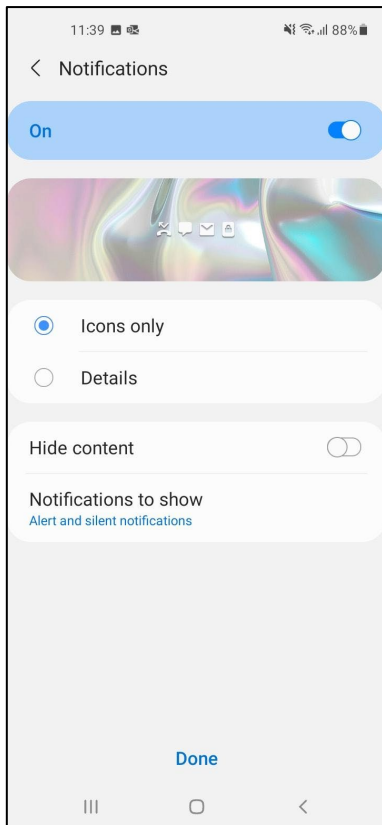 11:39 88%
Notifications
On
Icons only
Details
Hide content
Notifications to show
Alert and silent notifications
Done